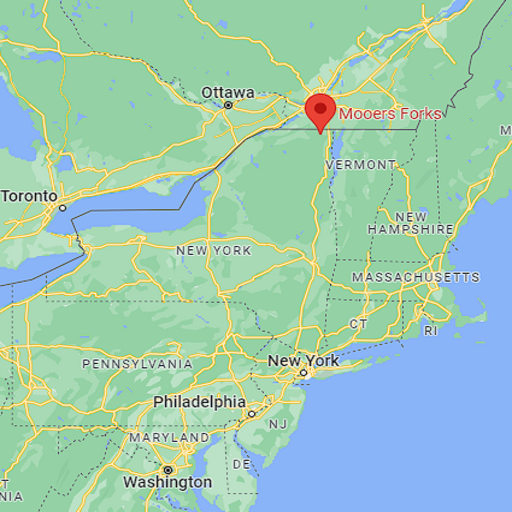 Ottawa
Mooers Forks
M
VERMONT
Toronto
NEW
HAMPSHIRE
NEW YORK
MASSACHUSETTS
CT
RI
PENNSYLVANIA
New York
Philadelphia
NJ
MARYLAND
DE
Washington
T
NIA